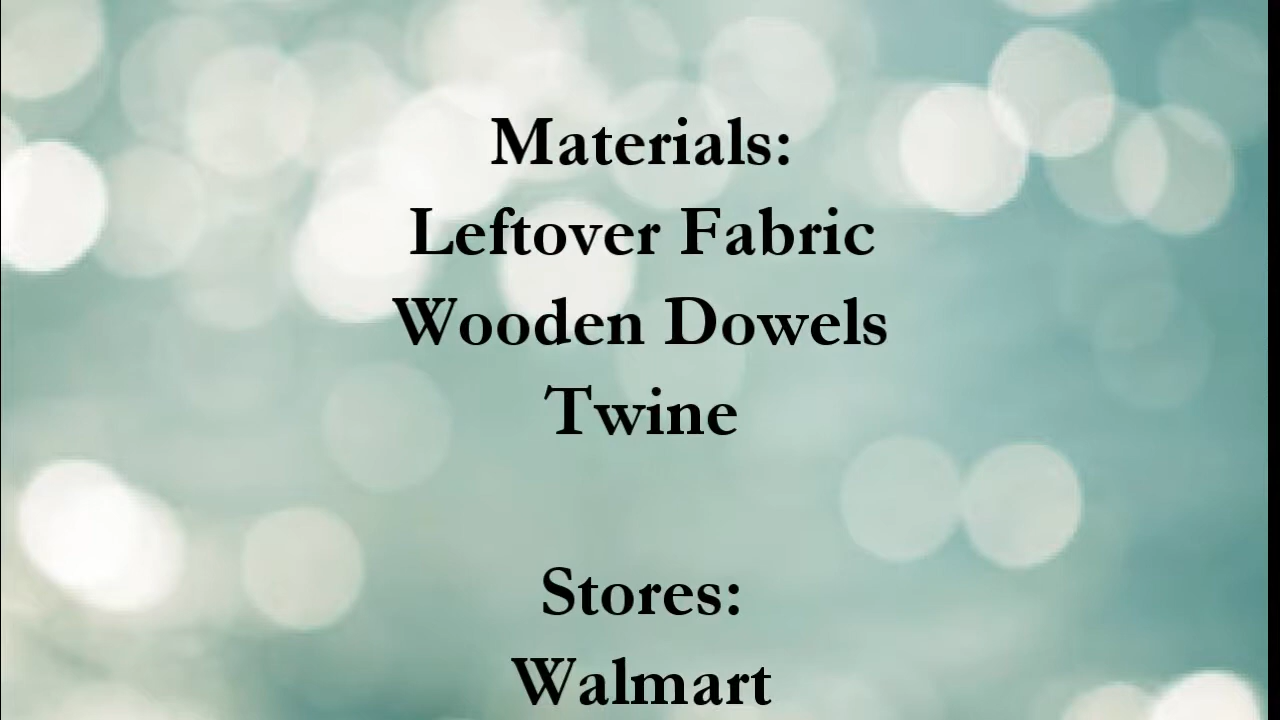 Materials:
Leftover Fabric
Wooden Dowels
Twine
Stores:
Walmart